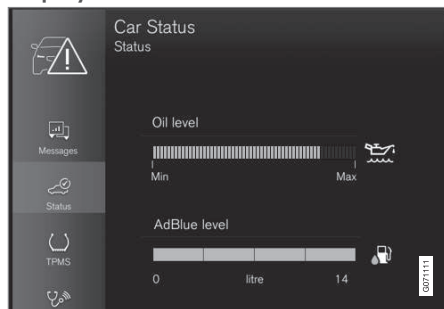 Car Status
Status
Messages
Status
TPMS
Oil level
Min Max
AdBlue level
0 litre 14
G071111